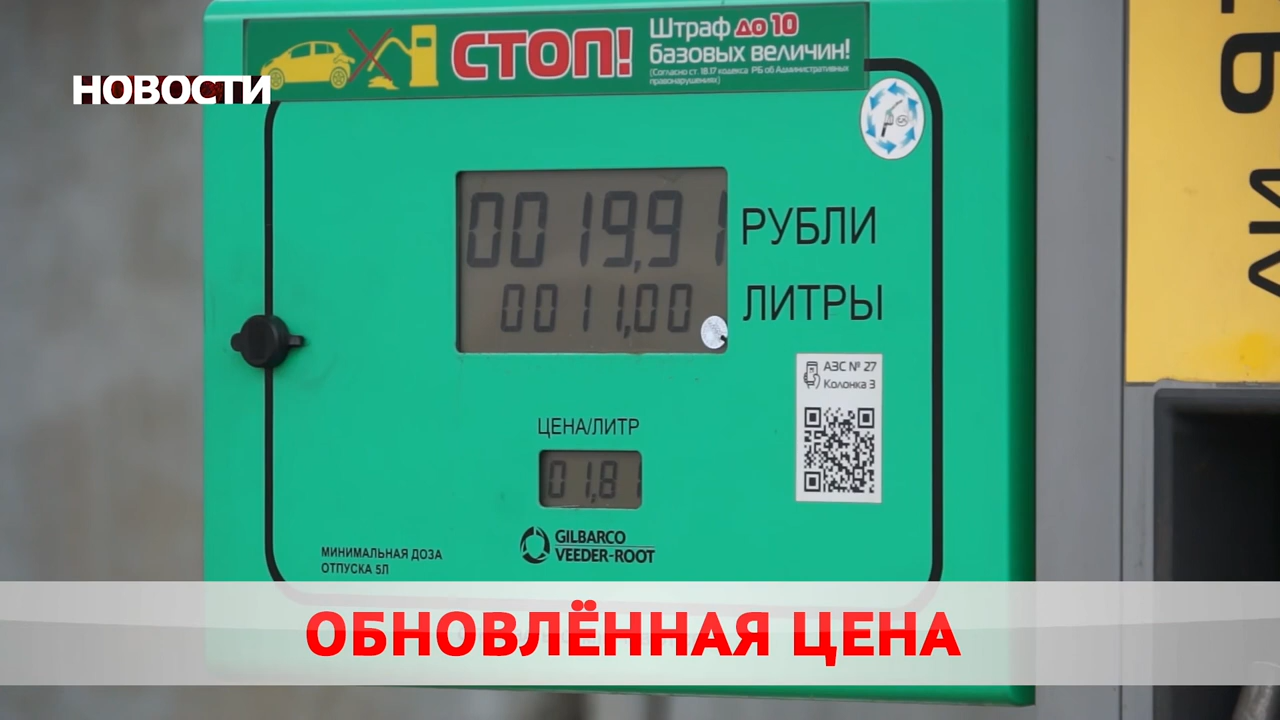 СТОП!
Штраф до 10
базовых величин!
(Согласно ст. 18.17 кодекса РБ об Административных
правонарушениях)
НОВОСТИ
0019,91 РУБЛИ
0011,00 ЛИТРЫ
АЗС № 27
Колонка 3
ЦЕНА/ЛИТР
01,81
GILBARCO
VEEDER-ROOT
МИНИМАЛЬНАЯ ДОЗА
ОТПУСКА 5Л
ОБНОВЛЁННАЯ ЦЕНА